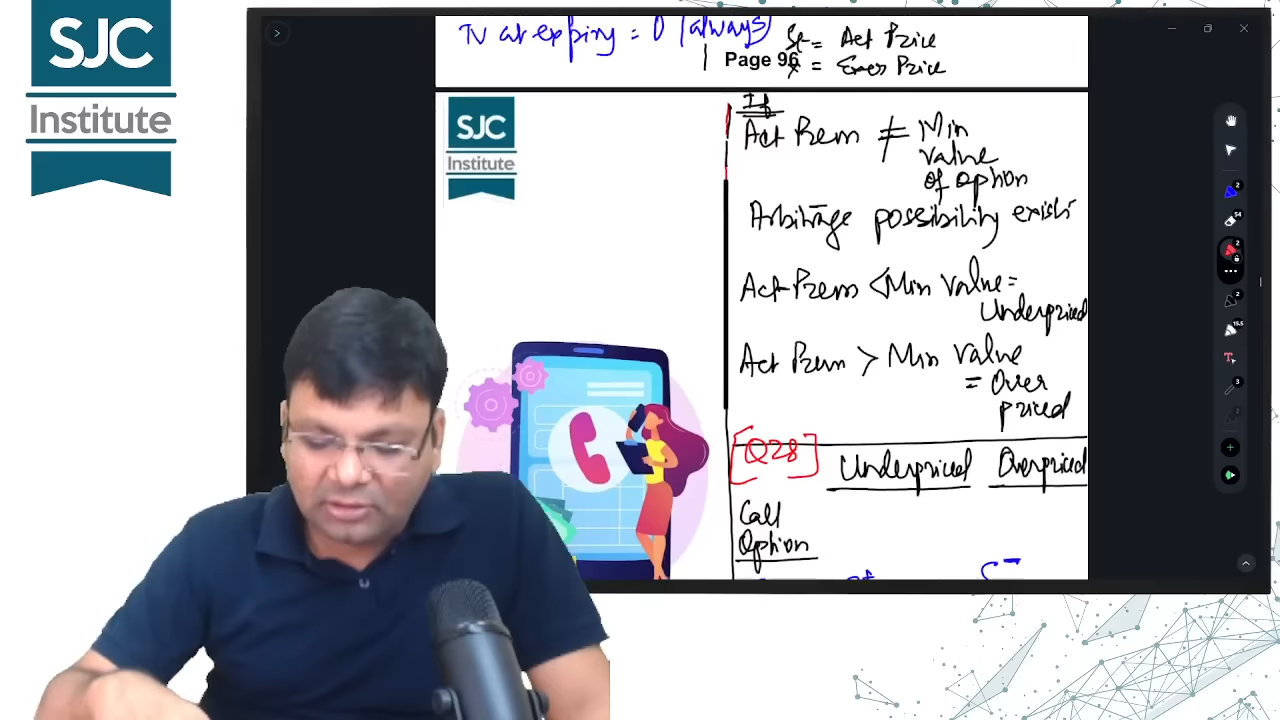 SJC
Institute
TV at expiry = 0 (always)
St = Act Price
Page 96
X = Exer Price
SJC
Institute
If
Act Prem ≠ Min
value
of option
Arbitrage possibility exists
Act Prem < Min value =
Underpriced
Act Prem > Min value
= Over
priced
[Q28]
Underpriced Overpriced
Call
Option